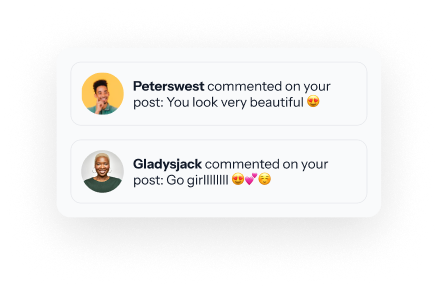 Peterswest commented on your
post: You look very beautiful 😍
Gladysjack commented on your
post: Go girllllllll 😍💕☺️